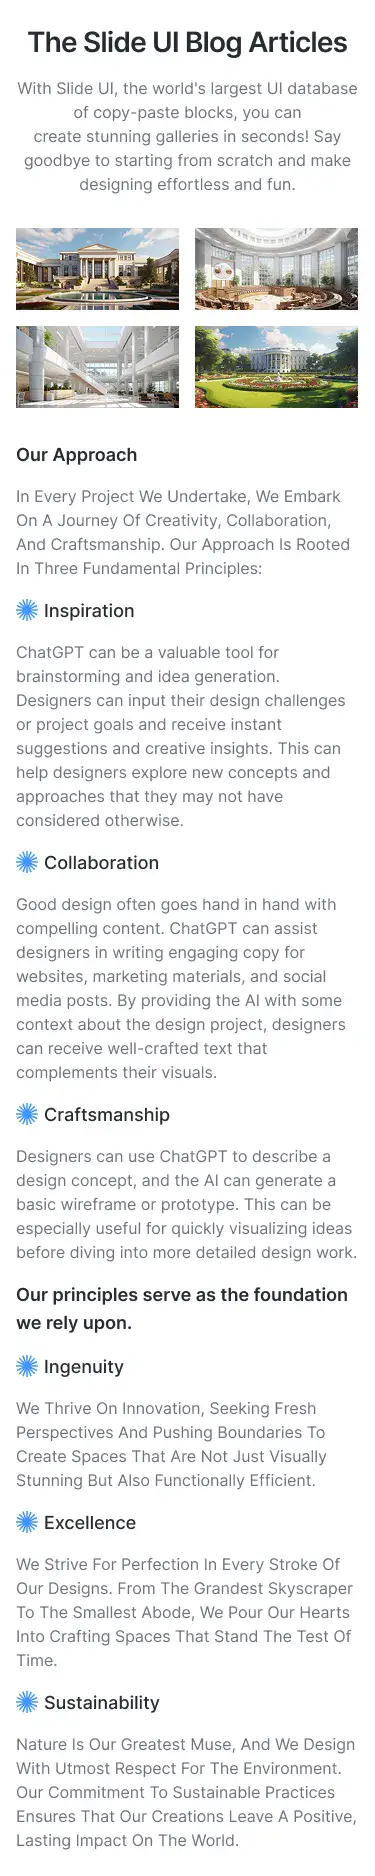 The Slide UI Blog Articles
With Slide UI, the world's largest UI database
of copy-paste blocks, you can
create stunning galleries in seconds! Say
goodbye to starting from scratch and make
designing effortless and fun.
Our Approach
In Every Project We Undertake, We Embark
On A Journey Of Creativity, Collaboration,
And Craftsmanship. Our Approach Is Rooted
In Three Fundamental Principles:
Inspiration
ChatGPT can be a valuable tool for
brainstorming and idea generation.
Designers can input their design challenges
or project goals and receive instant
suggestions and creative insights. This can
help designers explore new concepts and
approaches that they may not have
considered otherwise.
Collaboration
Good design often goes hand in hand with
compelling content. ChatGPT can assist
designers in writing engaging copy for
websites, marketing materials, and social
media posts. By providing the AI with some
context about the design project, designers
can receive well-crafted text that
complements their visuals.
Craftsmanship
Designers can use ChatGPT to describe a
design concept, and the AI can generate a
basic wireframe or prototype. This can be
especially useful for quickly visualizing ideas
before diving into more detailed design work.
Our principles serve as the foundation
we rely upon.
Ingenuity
We Thrive On Innovation, Seeking Fresh
Perspectives And Pushing Boundaries To
Create Spaces That Are Not Just Visually
Stunning But Also Functionally Efficient.
Excellence
We Strive For Perfection In Every Stroke Of
Our Designs. From The Grandest Skyscraper
To The Smallest Abode, We Pour Our Hearts
Into Crafting Spaces That Stand The Test Of
Time.
Sustainability
Nature Is Our Greatest Muse, And We Design
With Utmost Respect For The Environment.
Our Commitment To Sustainable Practices
Ensures That Our Creations Leave A Positive,
Lasting Impact On The World.